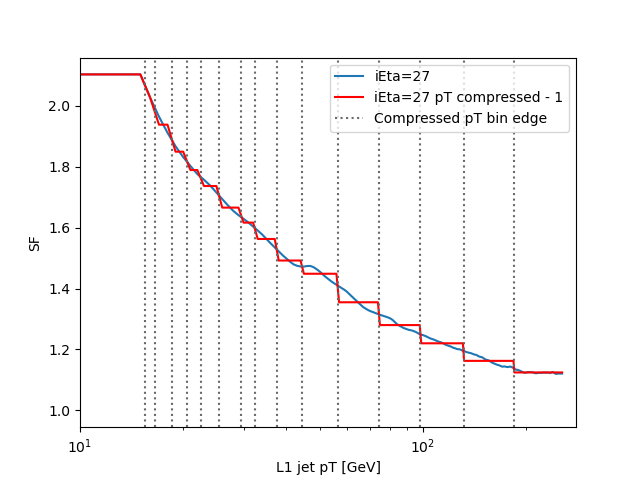 iEta=27
iEta=27 pT compressed - 1
Compressed pT bin edge
2.0
1.8
1.6
1.4
1.2
1.0
SF
10¹ 10²
L1 jet pT [GeV]